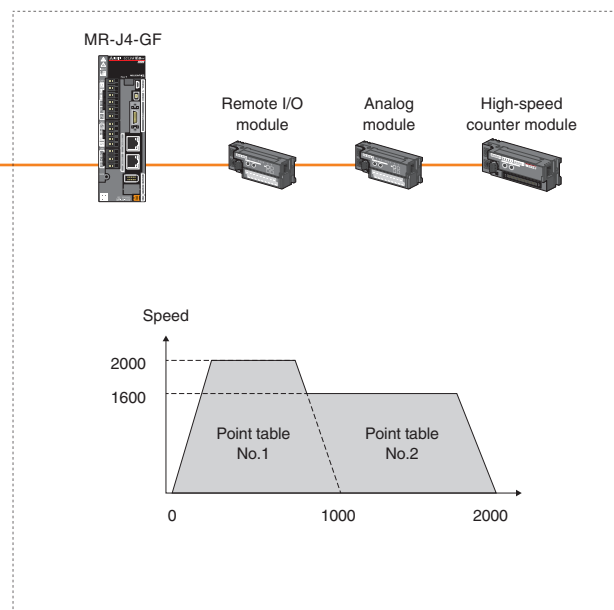 MR-J4-GF
Remote I/O
module
Analog
module
High-speed
counter module
Speed
2000
1600
Point table
No.1
Point table
No.2
0
1000
2000